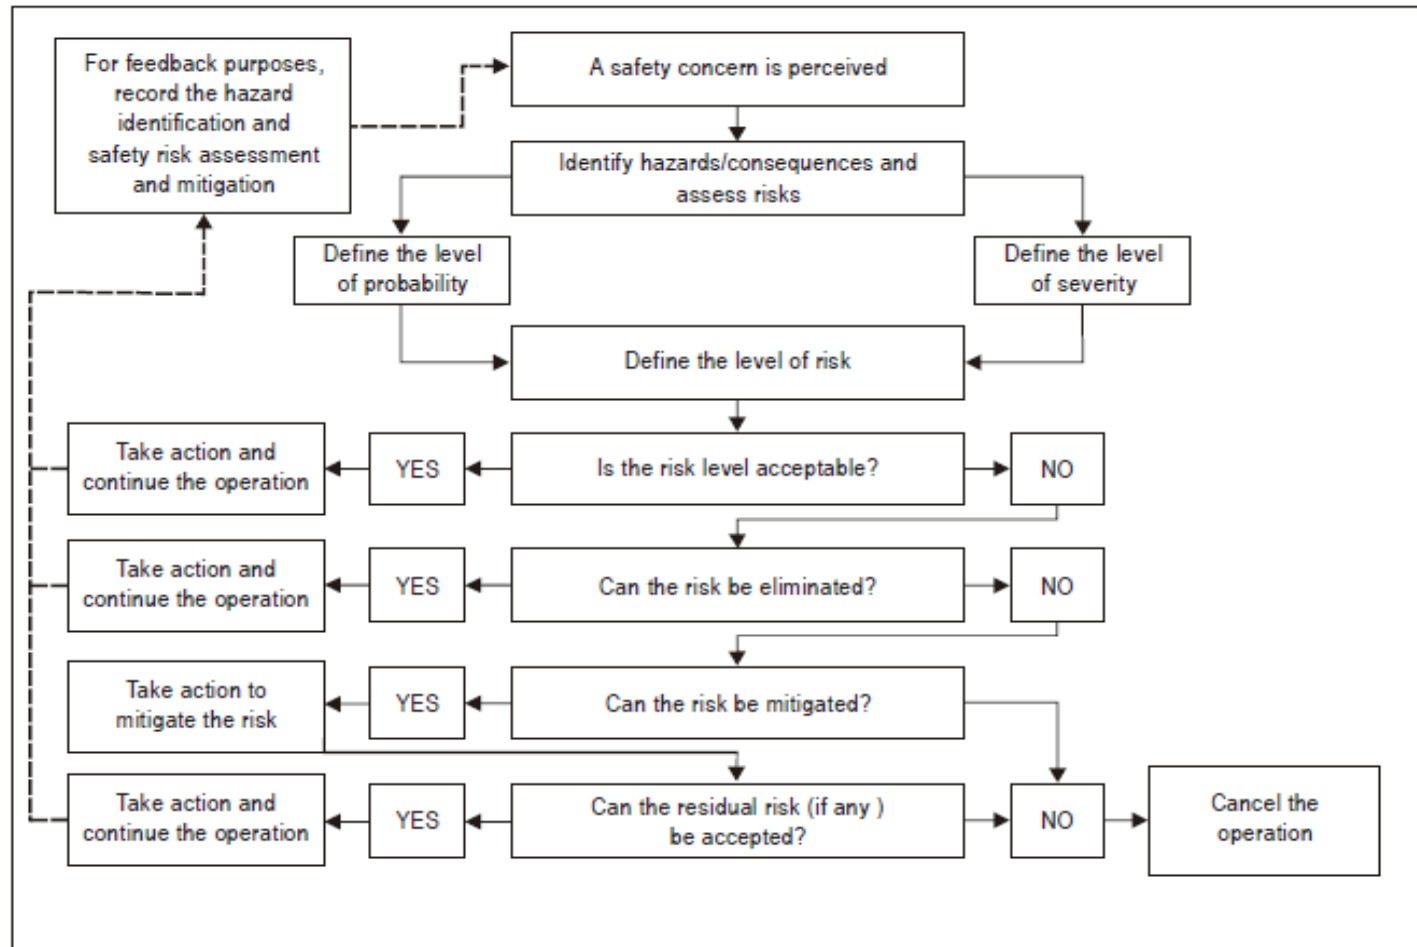 For feedback purposes,
record the hazard
identification and
safety risk assessment
and mitigation
A safety concern is perceived
Identify hazards/consequences and
assess risks
Define the level
of probability
Define the level
of severity
Define the level of risk
Take action and
continue the operation
YES
Is the risk level acceptable?
NO
Take action and
continue the operation
YES
Can the risk be eliminated?
NO
Take action to
mitigate the risk
YES
Can the risk be mitigated?
Take action and
continue the operation
YES
Can the residual risk (if any )
be accepted?
NO
Cancel the
operation